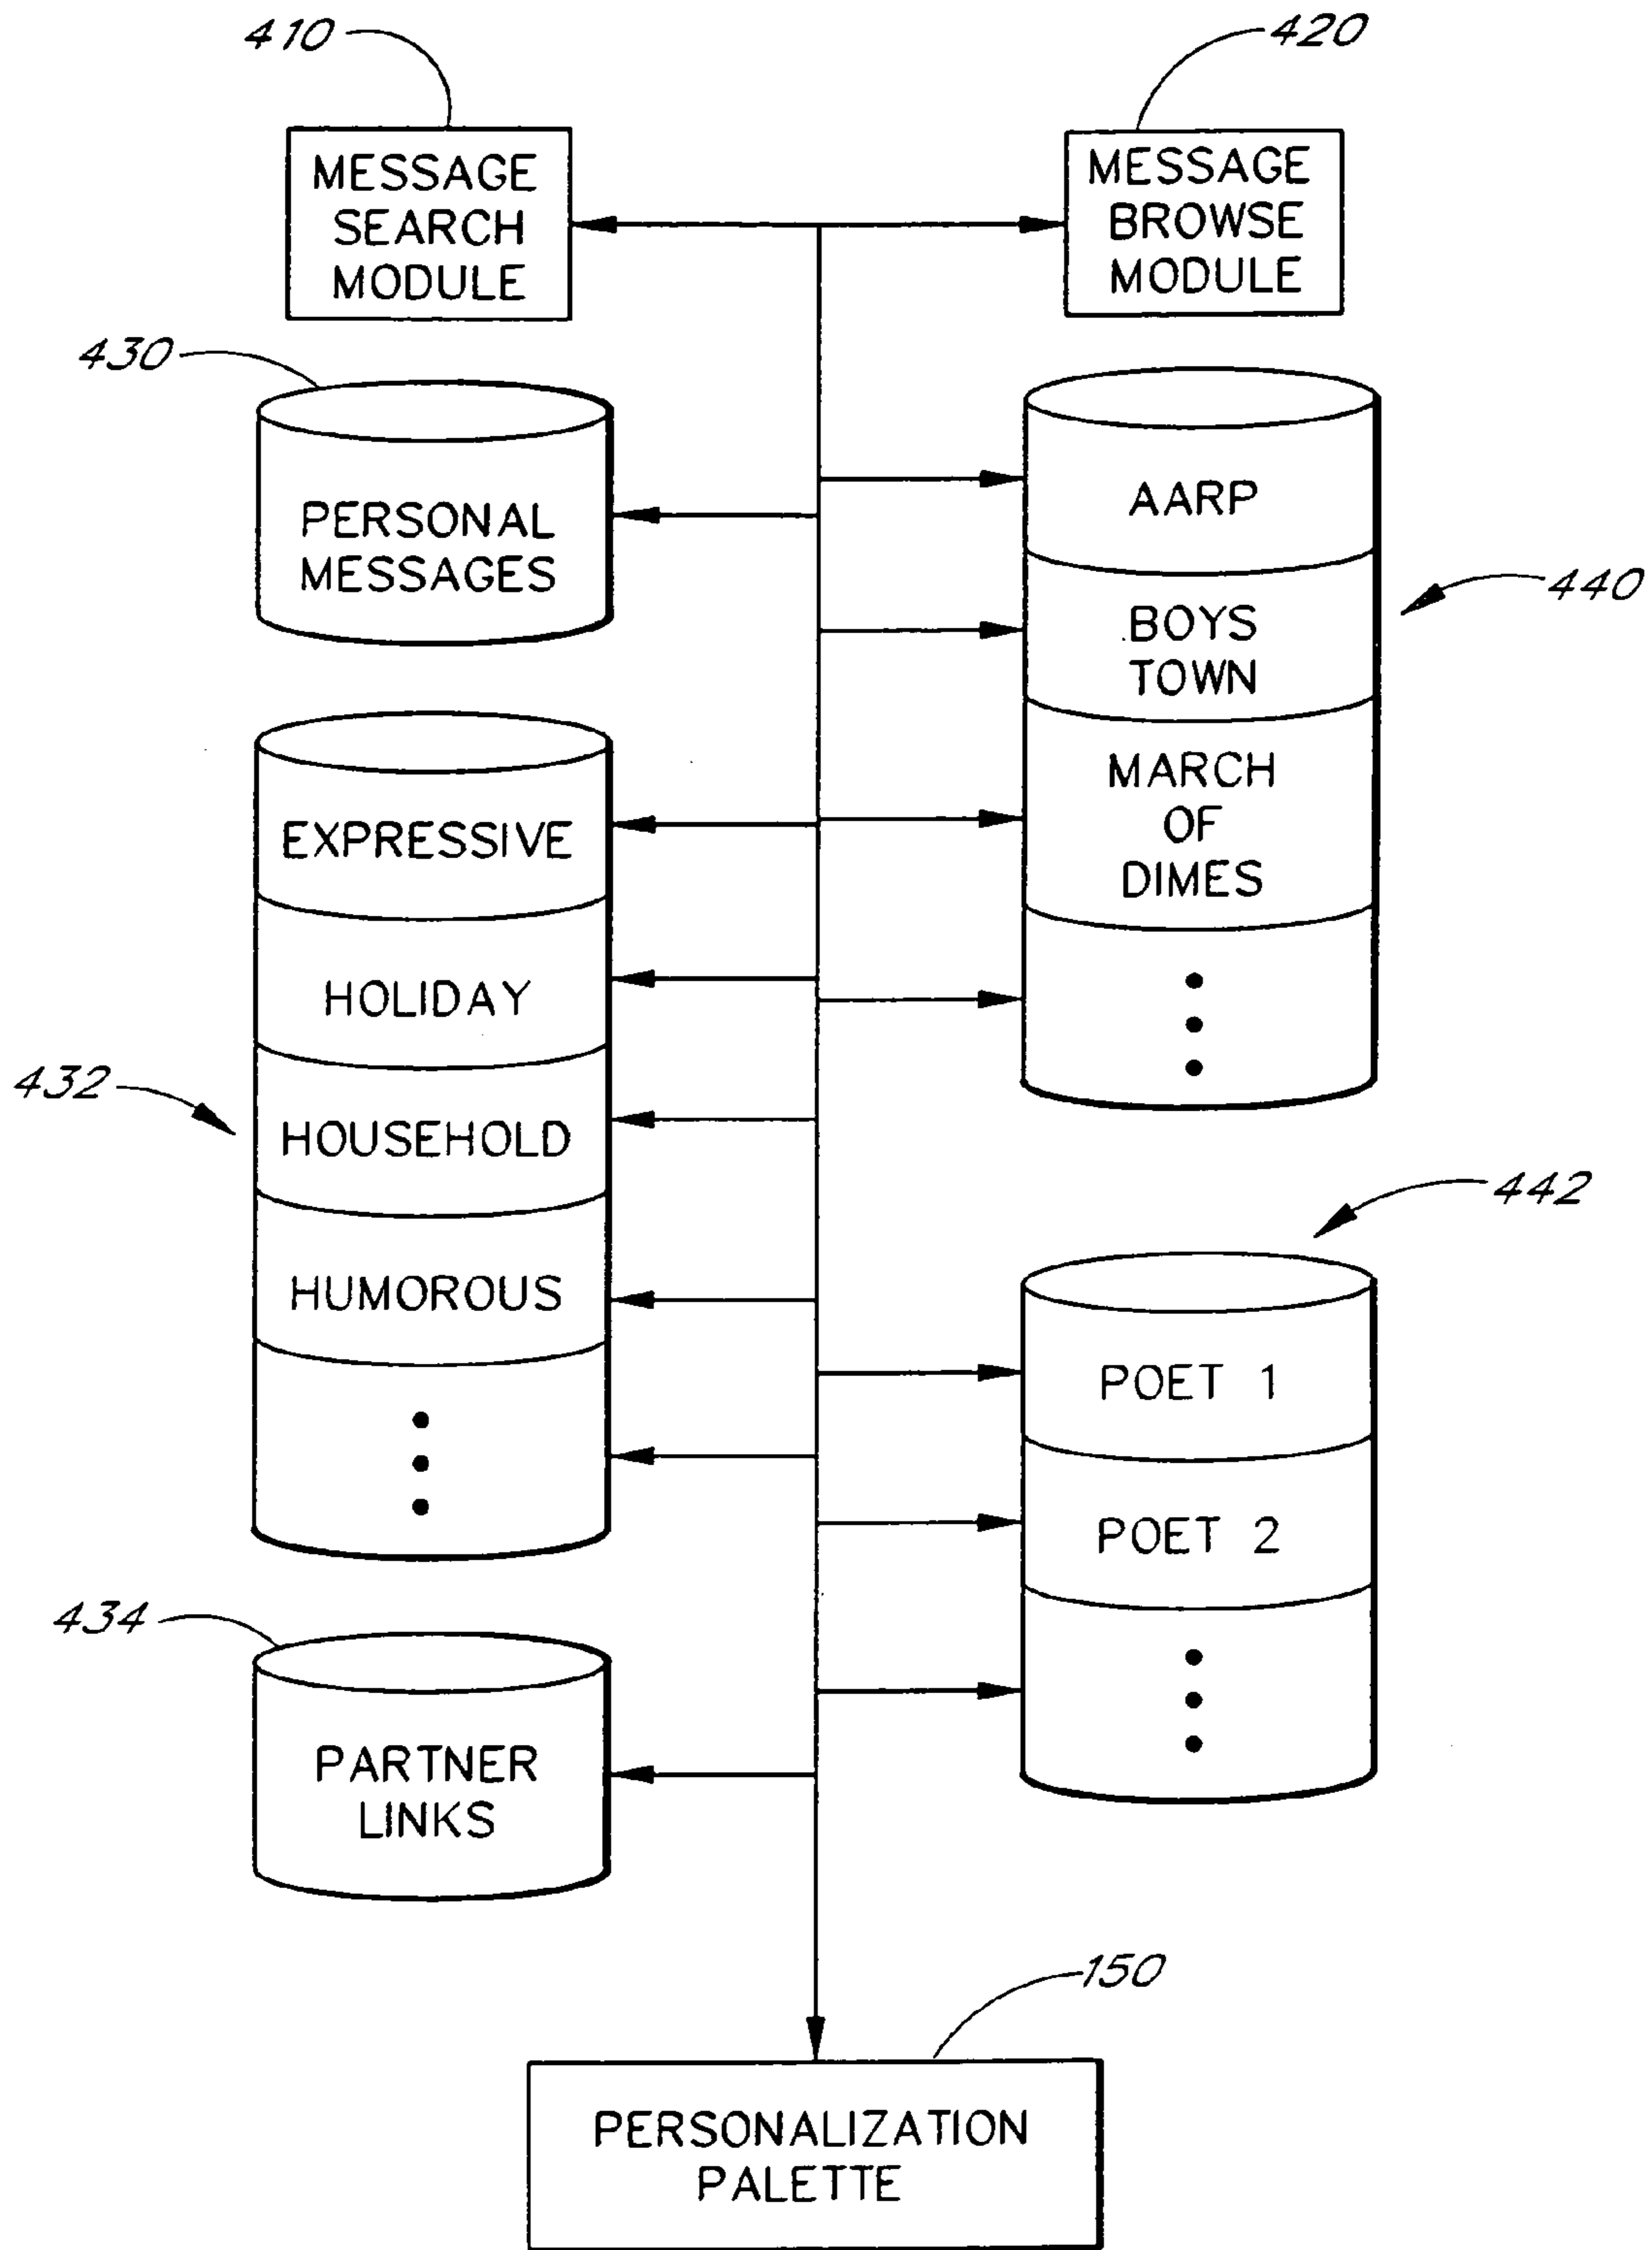 410
420
MESSAGE
SEARCH
MODULE
MESSAGE
BROWSE
MODULE
430
PERSONAL
MESSAGES
AARP
BOYS
TOWN
MARCH
OF
DIMES
440
EXPRESSIVE
HOLIDAY
HOUSEHOLD
HUMOROUS
432
442
POET 1
POET 2
434
PARTNER
LINKS
150
PERSONALIZATION
PALETTE